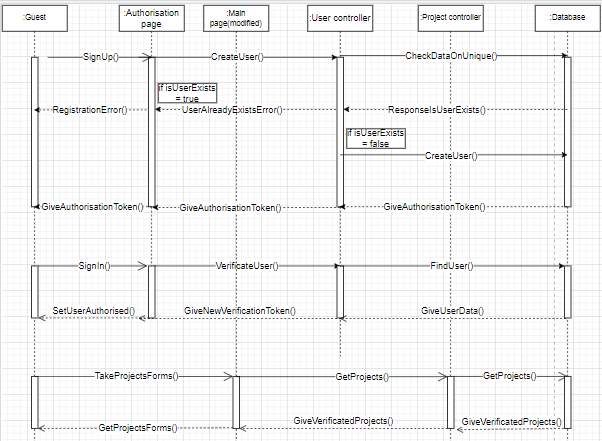 :Guest
:Authorisation
page
:Main
page(modified)
:User controller
:Project controller
:Database
SignUp()
CreateUser()
CheckDataOnUnique()
if isUserExists
= true
RegistrationError()
UserAlreadyExistsError()
ResponseIsUserExists()
if isUserExists
= false
CreateUser()
GiveAuthorisationToken()
GiveAuthorisationToken()
GiveAuthorisationToken()
SignIn()
VerificateUser()
FindUser()
SetUserAuthorised()
GiveNewVerificationToken()
GiveUserData()
TakeProjectsForms()
GetProjects()
GetProjects()
GetProjectsForms()
GiveVerificatedProjects()
GiveVerificatedProjects()